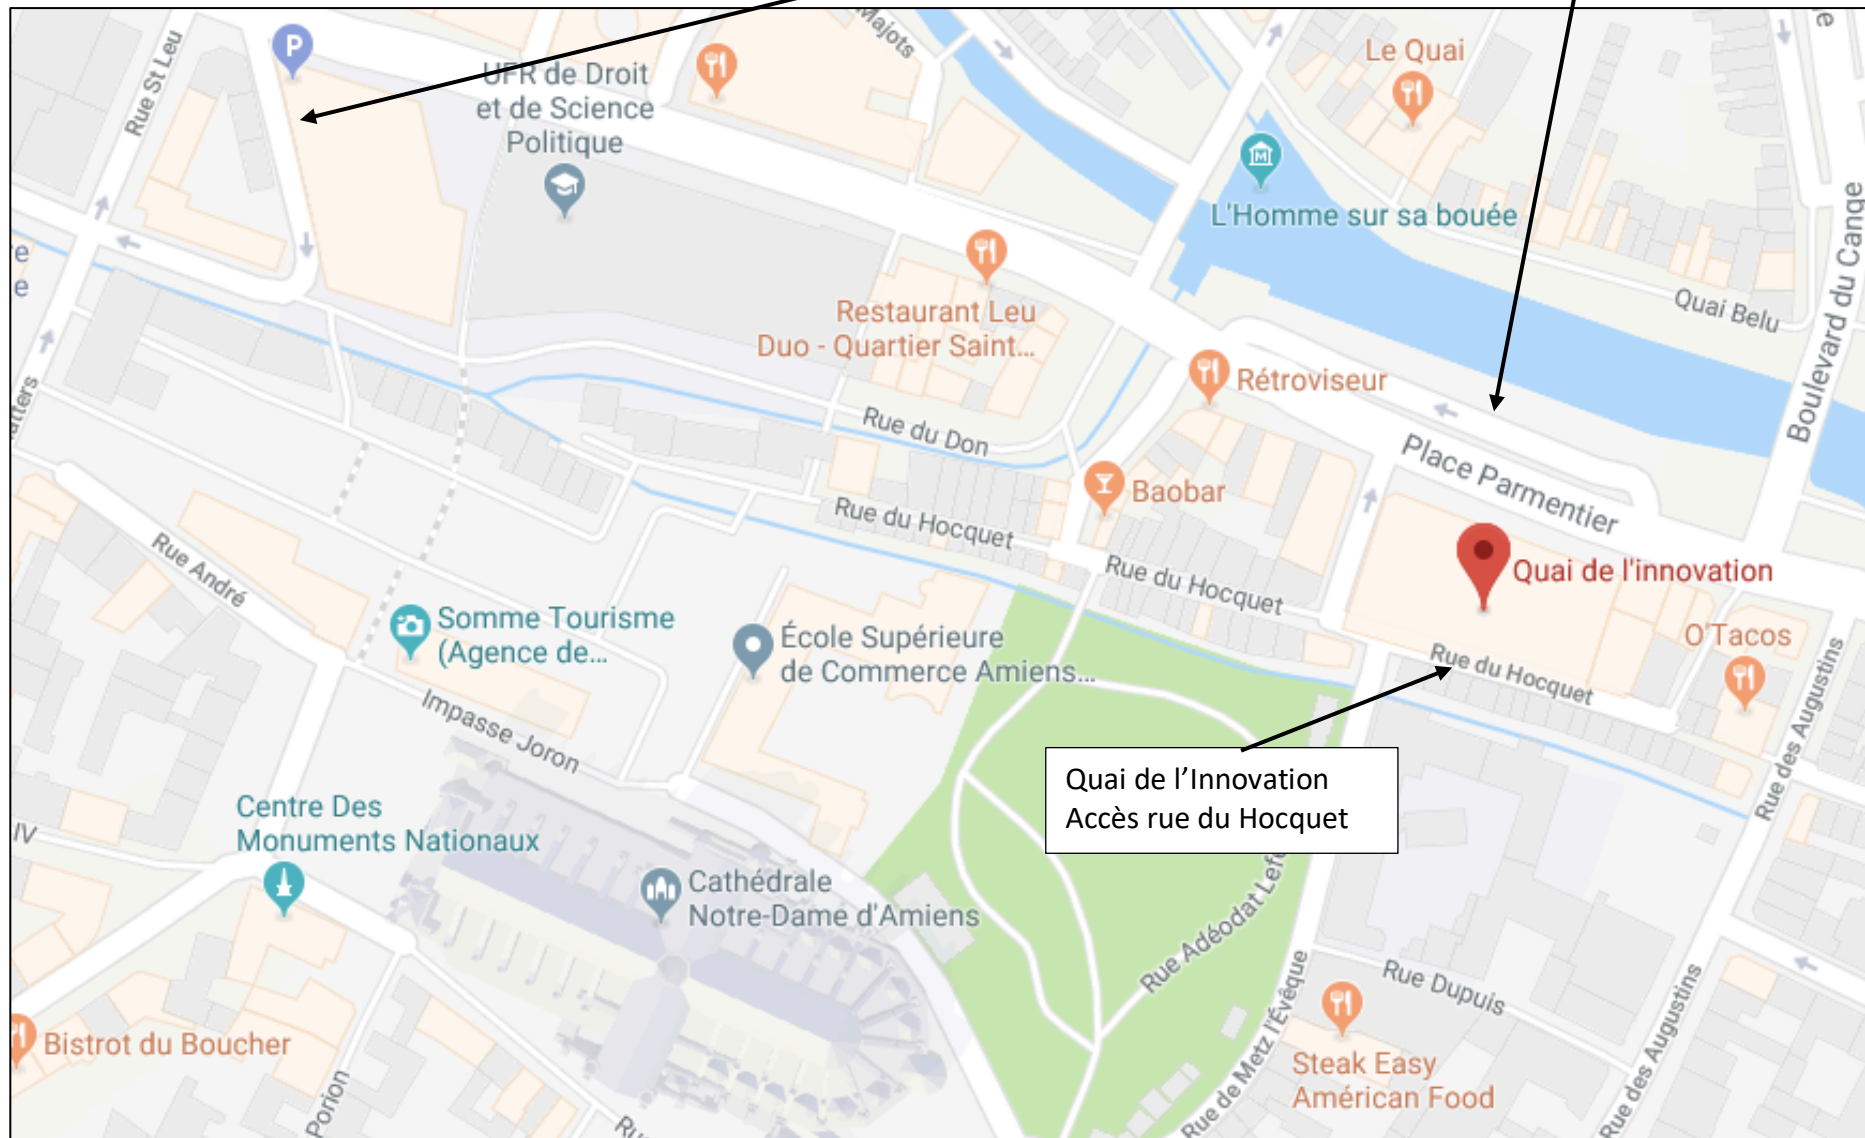 Majots
Rue St Leu
P
UFR de Droit
et de Science
Politique
Le Quai
L'Homme sur sa bouée
Boulevard du Cange
Quai Belu
e
e
Restaurant Leu
Duo - Quartier Saint...
Rétroviseur
Rue du Don
Place Parmentier
Baobar
Rue du Hocquet
Rue du Hocquet
Quai de l'innovation
Rue André
Somme Tourisme
(Agence de...
École Supérieure
de Commerce Amiens...
O'Tacos
Rue du Hocquet
Rue des Augustins
Impasse Joron
Quai de l’Innovation
Accès rue du Hocquet
Centre Des
Monuments Nationaux
IV
Cathédrale
Notre-Dame d'Amiens
Rue Adéodat Lefè
Rue Dupuis
Rue de Metz l'Évêque
Bistrot du Boucher
Steak Easy
Américan Food
Rue des Augustins
Porion